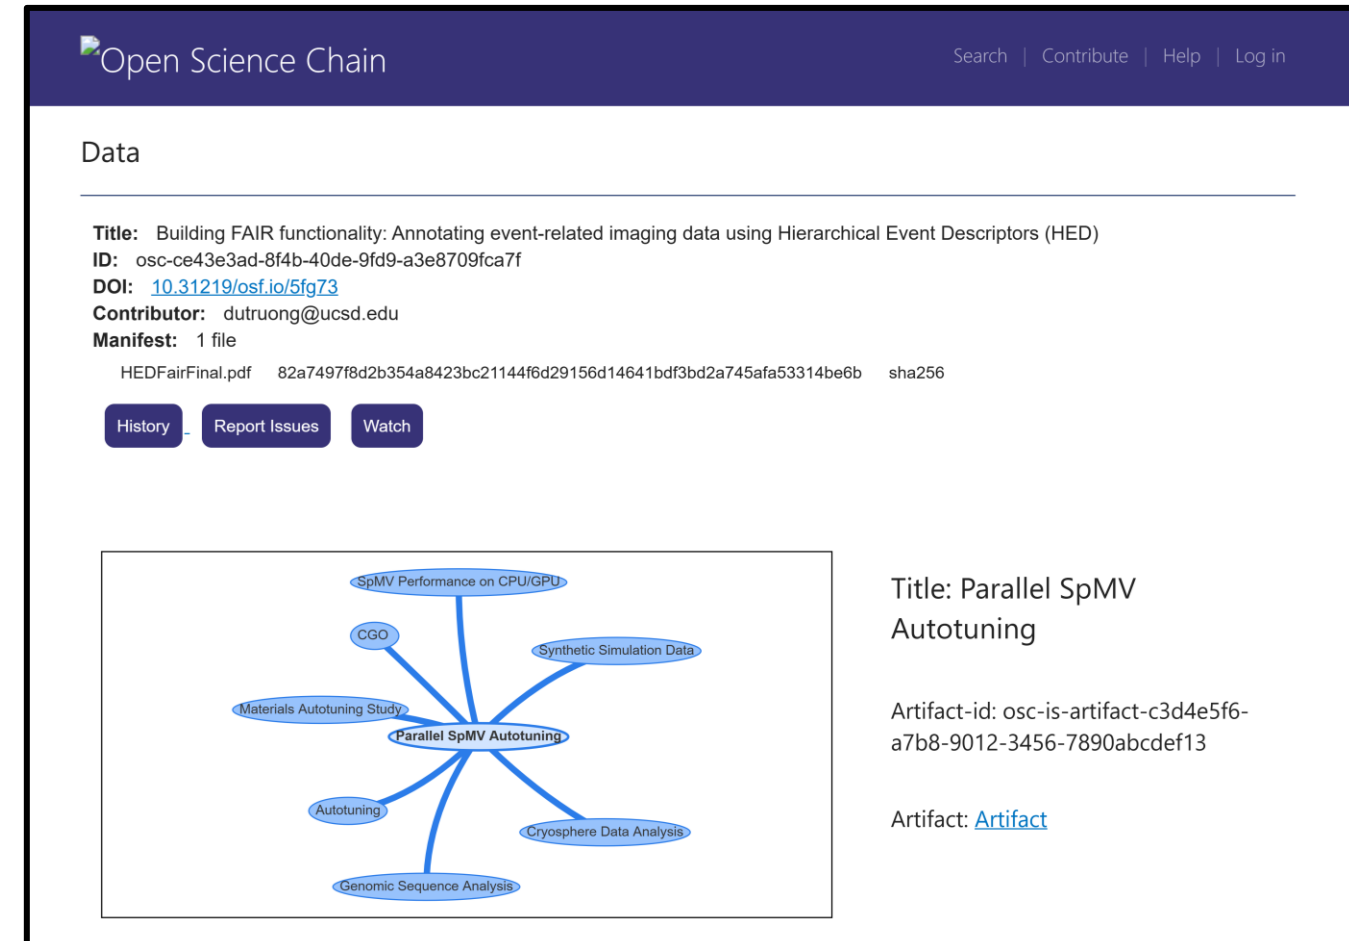 Open Science Chain
Search | Contribute | Help | Log in
Data
Title: Building FAIR functionality: Annotating event-related imaging data using Hierarchical Event Descriptors (HED)
ID: osc-ce43e3ad-8f4b-40de-9fd9-a3e8709fca7f
DOI: 10.31219/osf.io/5fg73
Contributor: dutruong@ucsd.edu
Manifest: 1 file
HEDFairFinal.pdf 82a7497f8d2b354a8423bc21144f6d29156d14641bdf3bd2a745afa53314be6b sha256
History Report Issues Watch
SpMV Performance on CPU/GPU
CGO
Synthetic Simulation Data
Materials Autotuning Study
Parallel SpMV Autotuning
Autotuning
Cryosphere Data Analysis
Genomic Sequence Analysis
Title: Parallel SpMV
Autotuning
Artifact-id: osc-is-artifact-c3d4e5f6-
a7b8-9012-3456-7890abcdef13
Artifact: Artifact